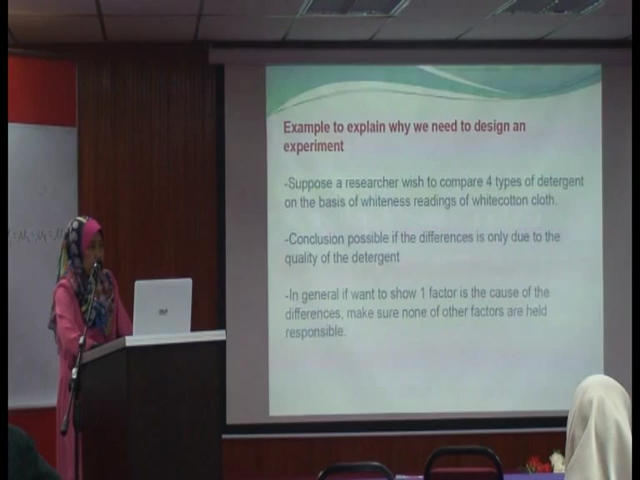 Example to explain why we need to design an
experiment
-Suppose a researcher wish to compare 4 types of detergent
on the basis of whiteness readings of whitecotton cloth.
-Conclusion possible if the differences is only due to the
quality of the detergent
-In general if want to show 1 factor is the cause of the
differences, make sure none of other factors are held
responsible.